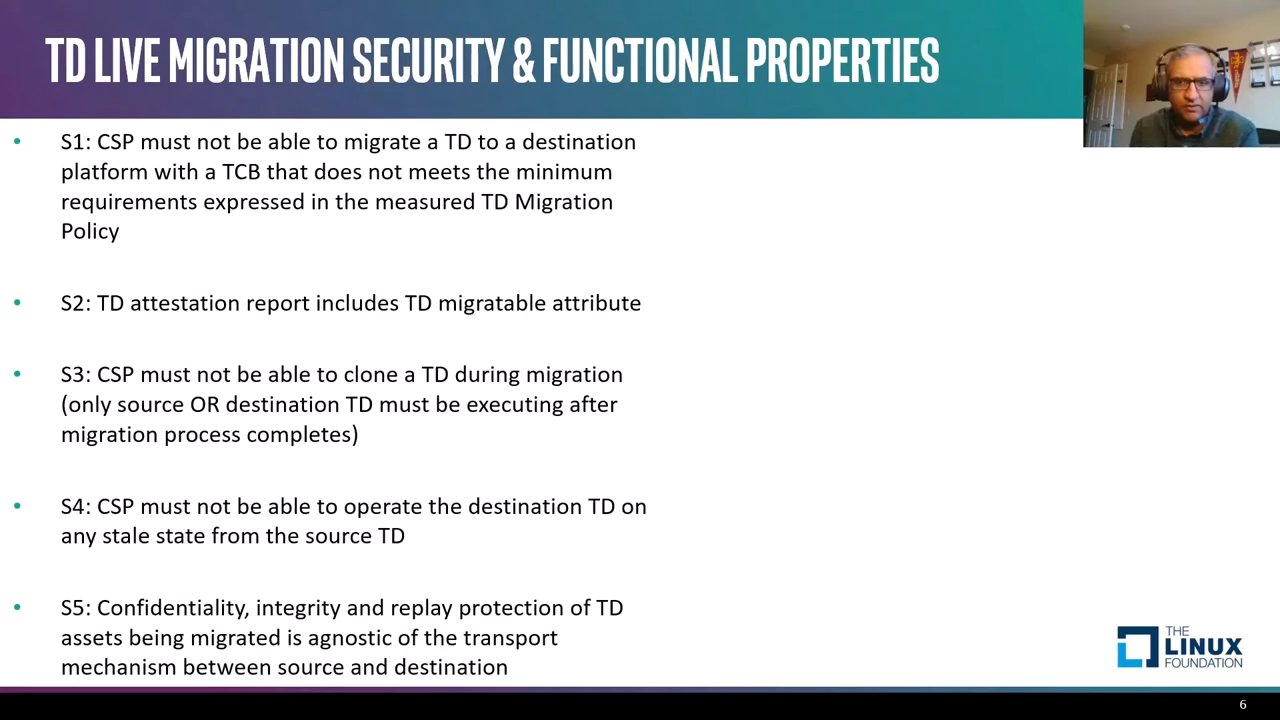 TD LIVE MIGRATION SECURITY & FUNCTIONAL PROPERTIES
• S1: CSP must not be able to migrate a TD to a destination
platform with a TCB that does not meets the minimum
requirements expressed in the measured TD Migration
Policy
• S2: TD attestation report includes TD migratable attribute
• S3: CSP must not be able to clone a TD during migration
(only source OR destination TD must be executing after
migration process completes)
• S4: CSP must not be able to operate the destination TD on
any stale state from the source TD
• S5: Confidentiality, integrity and replay protection of TD
assets being migrated is agnostic of the transport
mechanism between source and destination
THE
LINUX
FOUNDATION
6